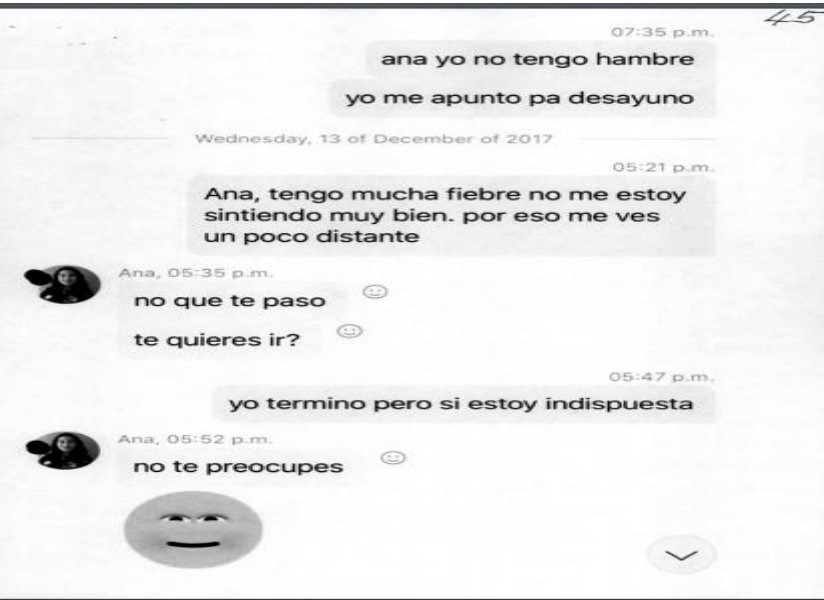 45
07:35 p.m.
ana yo no tengo hambre
yo me apunto pa desayuno
Wednesday, 13 of December of 2017
05:21 p.m.
Ana, tengo mucha fiebre no me estoy
sintiendo muy bien. por eso me ves
un poco distante
Ana, 05:35 p.m.
no que te paso
te quieres ir?
05:47 p.m.
yo termino pero si estoy indispuesta
Ana, 05:52 p.m.
no te preocupes